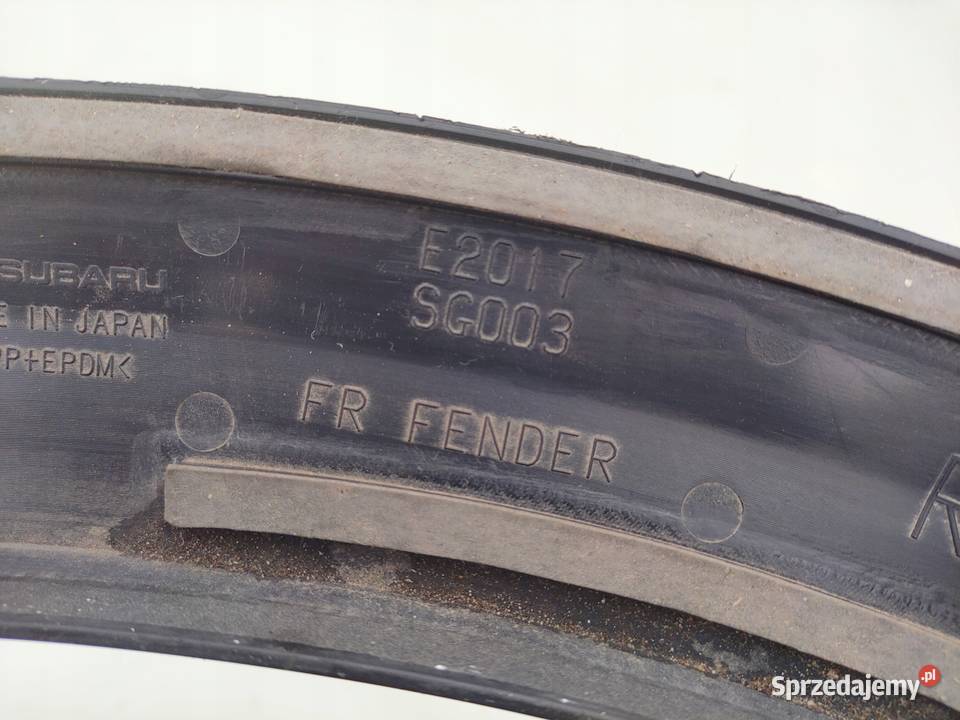 SUBARU
E IN JAPAN
PP+EPDM<
E2017
SG003
FR FENDER
Sprzedajemy.pl